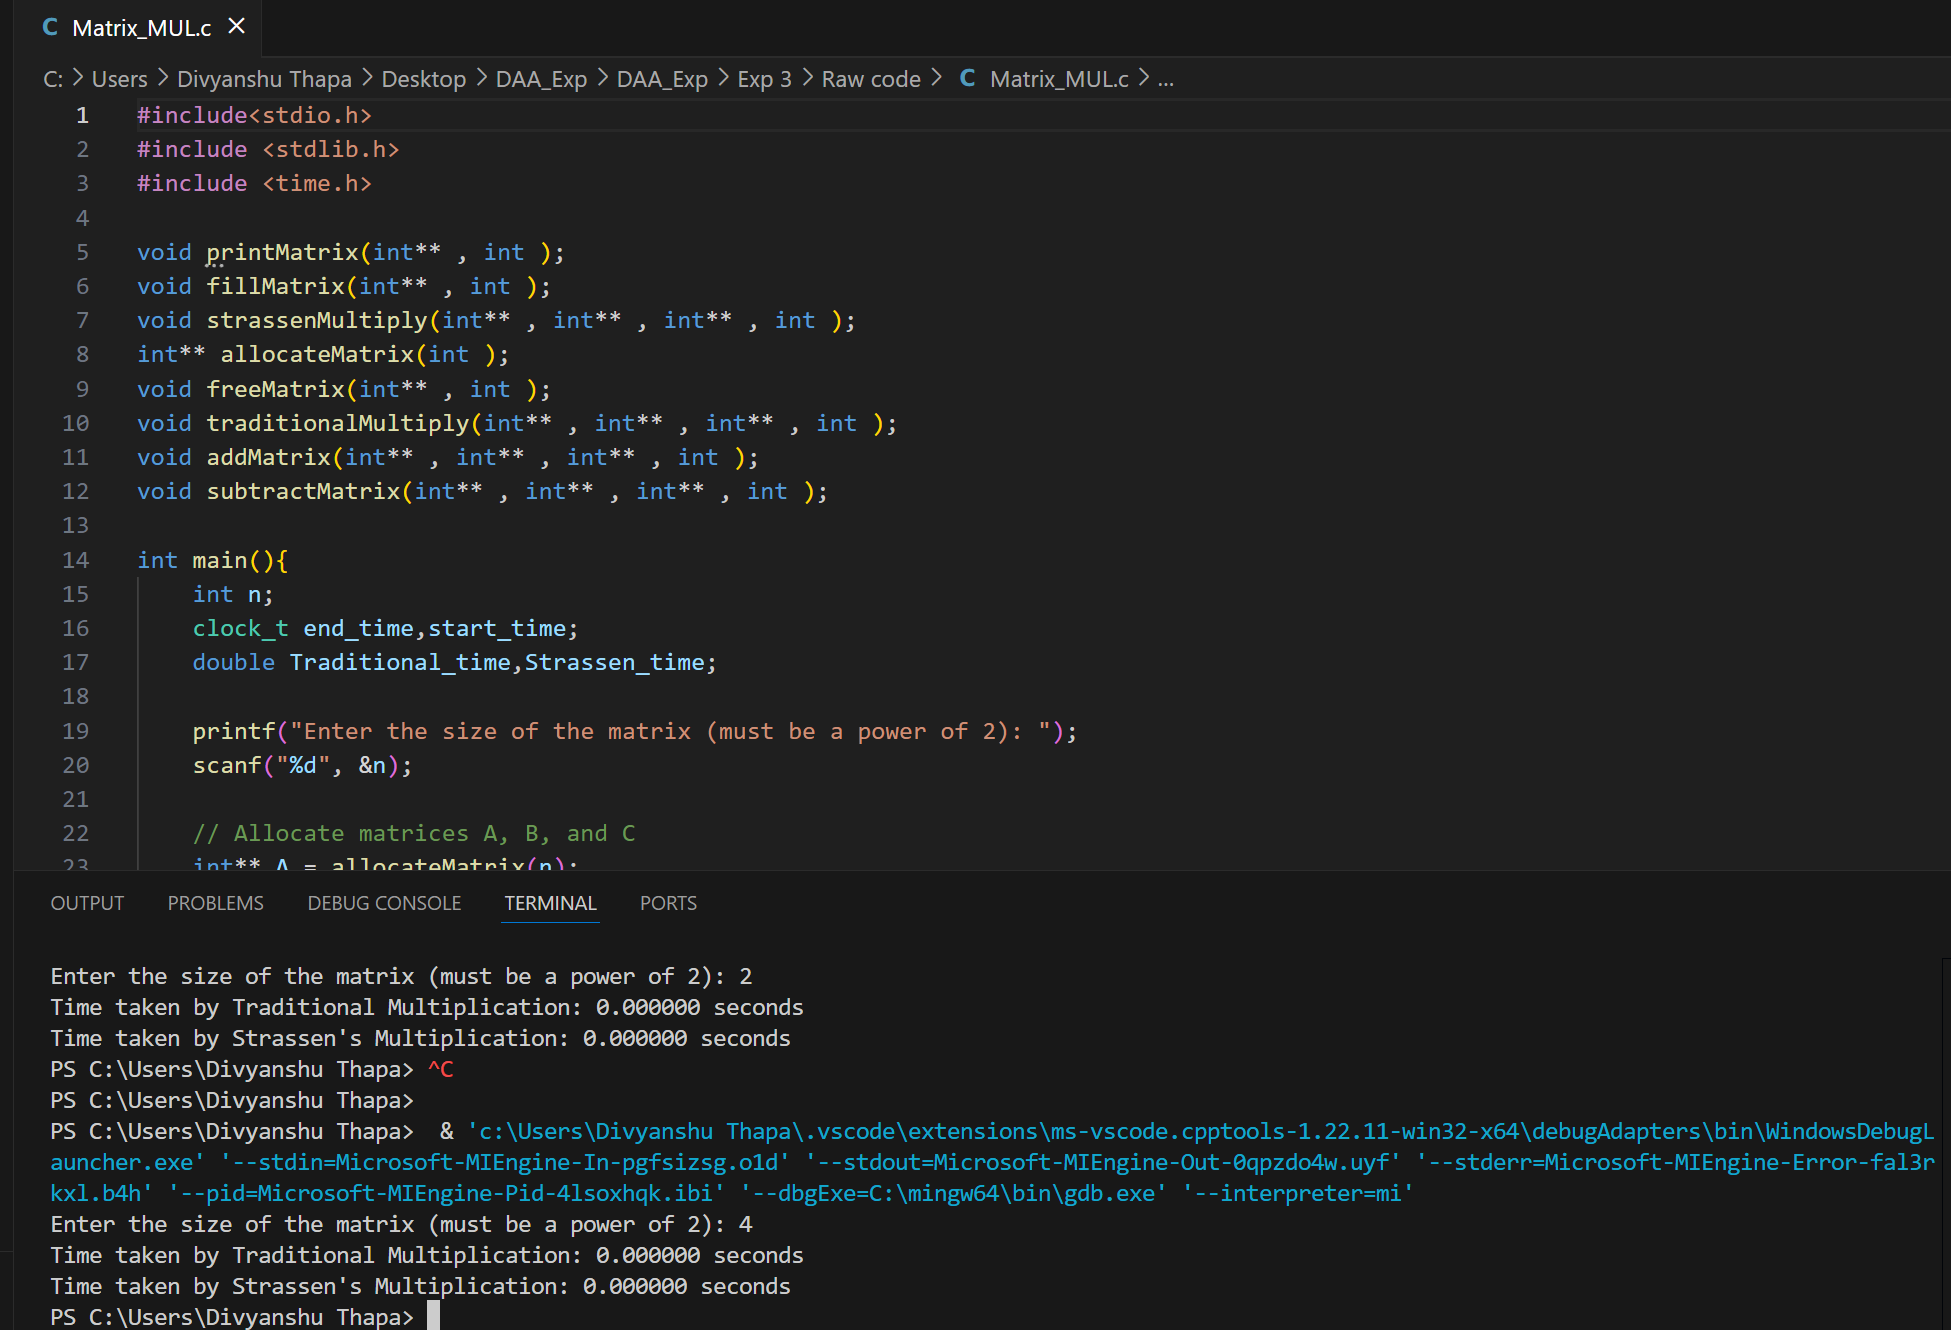 C Matrix_MUL.c ×
C: > Users > Divyanshu Thapa > Desktop > DAA_Exp > DAA_Exp > Exp 3 > Raw code > C Matrix_MUL.c > ...
1 #include<stdio.h>
2 #include <stdlib.h>
3 #include <time.h>
4
5 void printMatrix(int** , int );
6 void fillMatrix(int** , int );
7 void strassenMultiply(int** , int** , int** , int );
8 int** allocateMatrix(int );
9 void freeMatrix(int** , int );
10 void traditionalMultiply(int** , int** , int** , int );
11 void addMatrix(int** , int** , int** , int );
12 void subtractMatrix(int** , int** , int** , int );
13
14 int main(){
15     int n;
16     clock_t end_time,start_time;
17     double Traditional_time,Strassen_time;
18
19     printf("Enter the size of the matrix (must be a power of 2): ");
20     scanf("%d", &n);
21
22     // Allocate matrices A, B, and C
23     int** A = allocateMatrix(n);
OUTPUT PROBLEMS DEBUG CONSOLE TERMINAL PORTS
Enter the size of the matrix (must be a power of 2): 2
Time taken by Traditional Multiplication: 0.000000 seconds
Time taken by Strassen's Multiplication: 0.000000 seconds
PS C:\Users\Divyanshu Thapa> ^C
PS C:\Users\Divyanshu Thapa>
PS C:\Users\Divyanshu Thapa>  & 'c:\Users\Divyanshu Thapa\.vscode\extensions\ms-vscode.cpptools-1.22.11-win32-x64\debugAdapters\bin\WindowsDebugL
auncher.exe' '--stdin=Microsoft-MIEngine-In-pgfsizsg.o1d' '--stdout=Microsoft-MIEngine-Out-0qpzdo4w.uyf' '--stderr=Microsoft-MIEngine-Error-fal3r
kxl.b4h' '--pid=Microsoft-MIEngine-Pid-4lsoxhqk.ibi' '--dbgExe=C:\mingw64\bin\gdb.exe' '--interpreter=mi'
Enter the size of the matrix (must be a power of 2): 4
Time taken by Traditional Multiplication: 0.000000 seconds
Time taken by Strassen's Multiplication: 0.000000 seconds
PS C:\Users\Divyanshu Thapa>